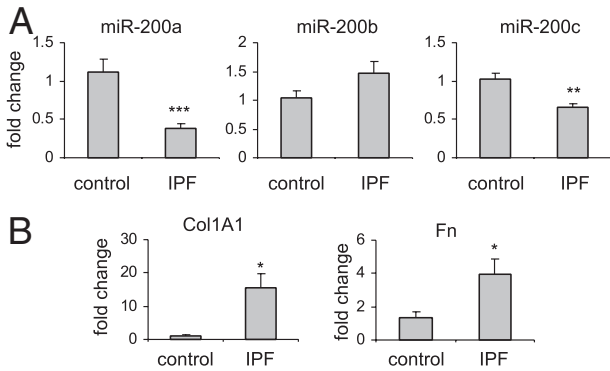 A
miR-200a
miR-200b
miR-200c
fold change
1.5
1
0.5
0
***
control
IPF
2
1.5
1
0.5
0
control
IPF
1.5
1
0.5
0
**
control
IPF
B
Col1A1
fold change
30
20
10
0
*
control
IPF
Fn
fold change
6
4
2
0
*
control
IPF